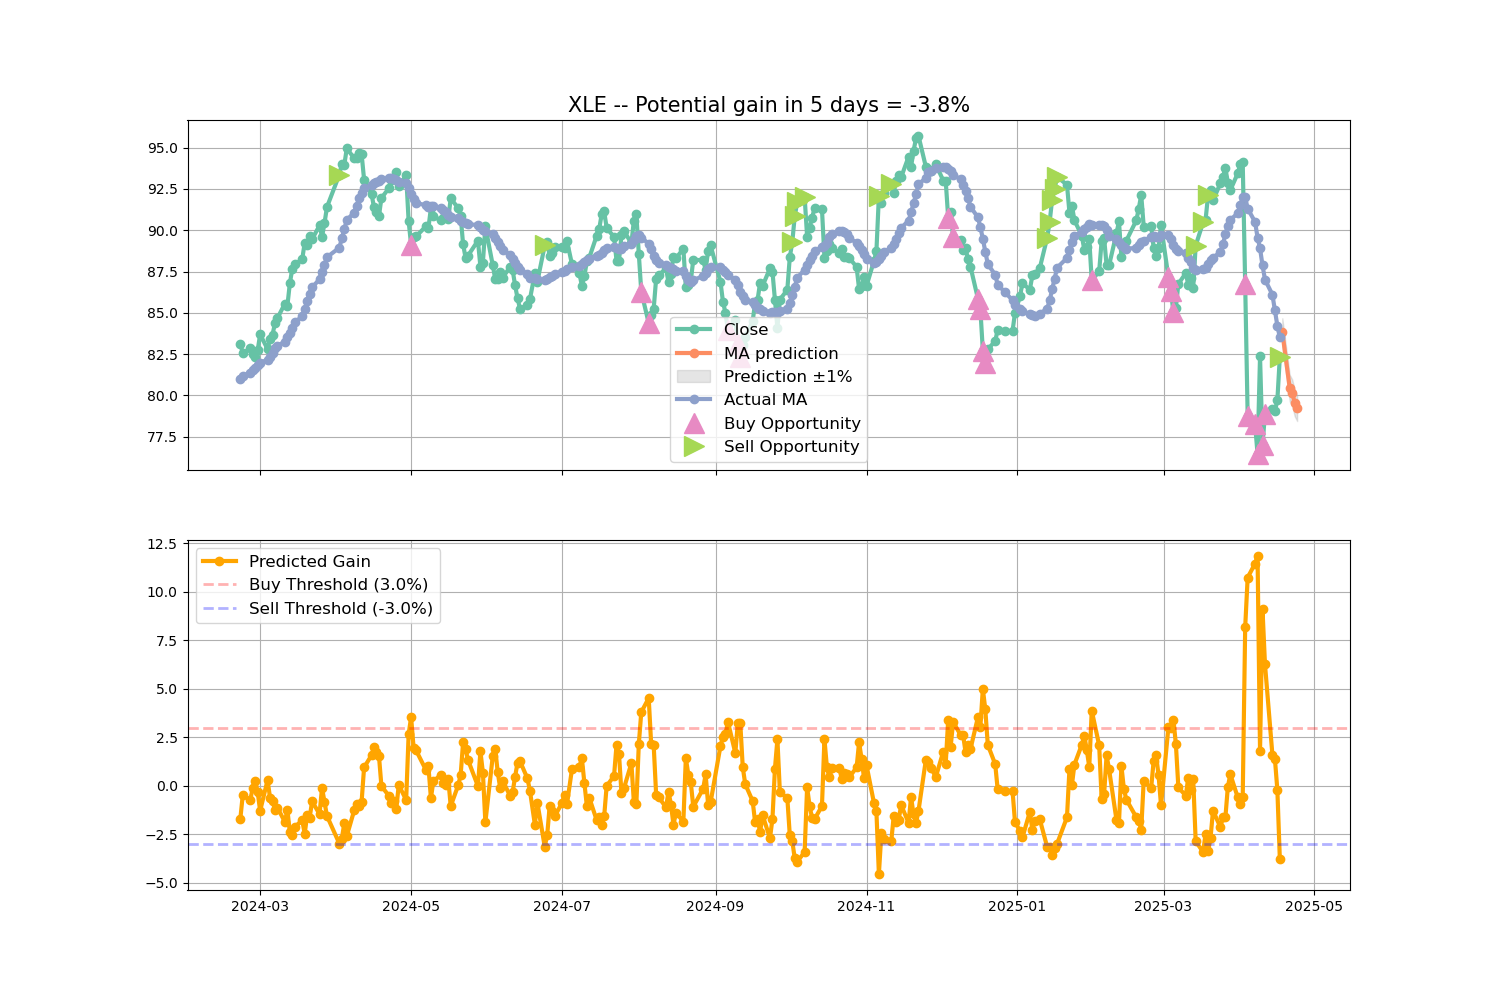 XLE -- Potential gain in 5 days = -3.8%
95.0
92.5
90.0
87.5
85.0
82.5
80.0
77.5
Close
MA prediction
Prediction ±1%
Actual MA
Buy Opportunity
Sell Opportunity
12.5
10.0
7.5
5.0
2.5
0.0
−2.5
−5.0
Predicted Gain
Buy Threshold (3.0%)
Sell Threshold (-3.0%)
2024-03 2024-05 2024-07 2024-09 2024-11 2025-01 2025-03 2025-05